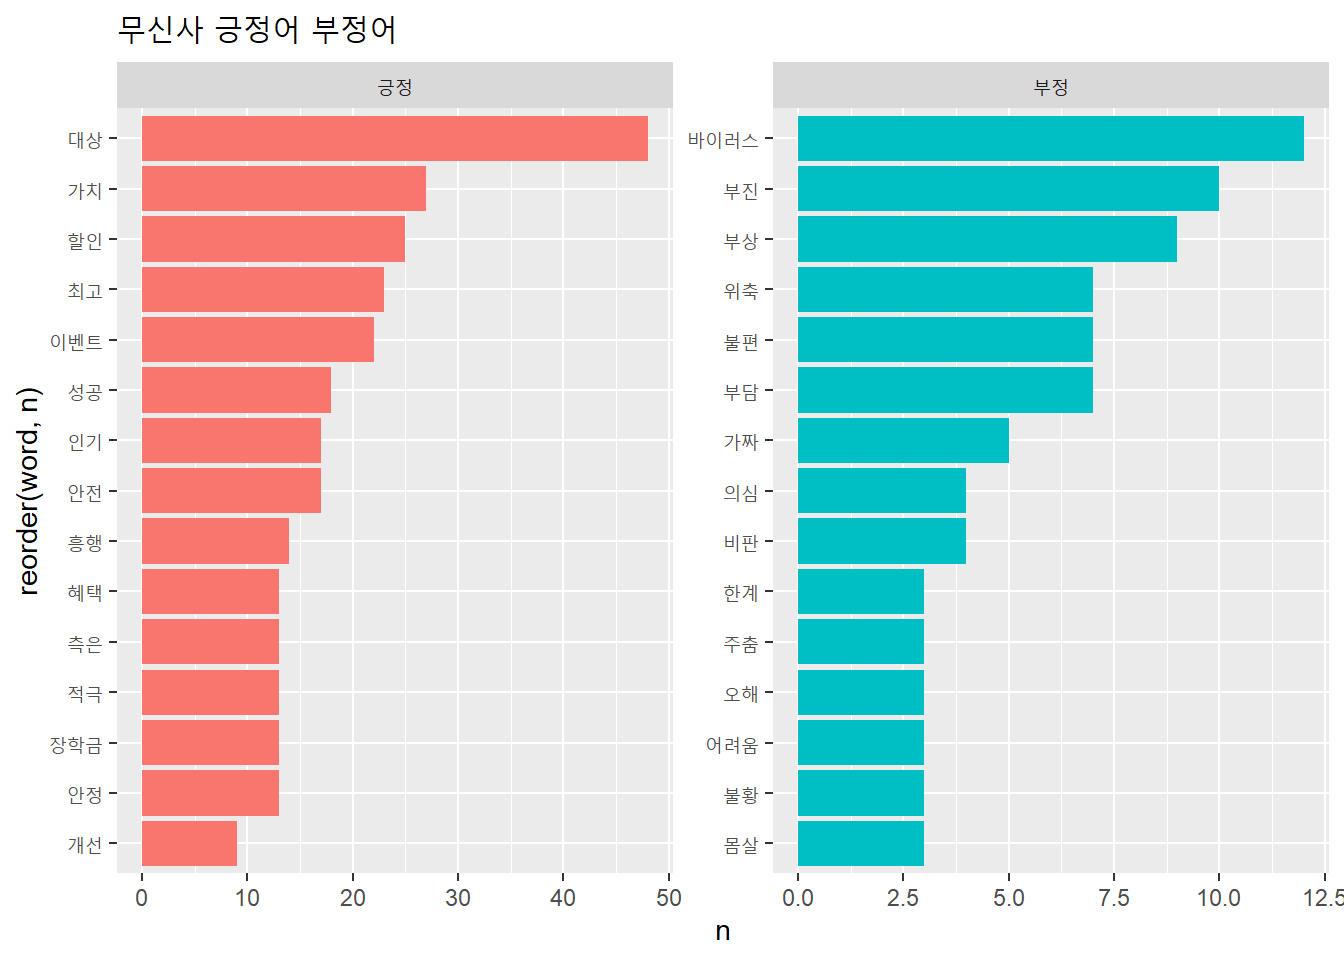 무신사 긍정어 부정어
긍정
부정
대상
가치
할인
최고
이벤트
성공
인기
안전
흥행
혜택
측은
적극
장학금
안정
개선
바이러스
부진
부상
위축
불편
부담
가짜
의심
비판
한계
주춤
오해
어려움
불황
몸살
reorder(word, n)
0 10 20 30 40 50
0.0 2.5 5.0 7.5 10.0 12.5
n